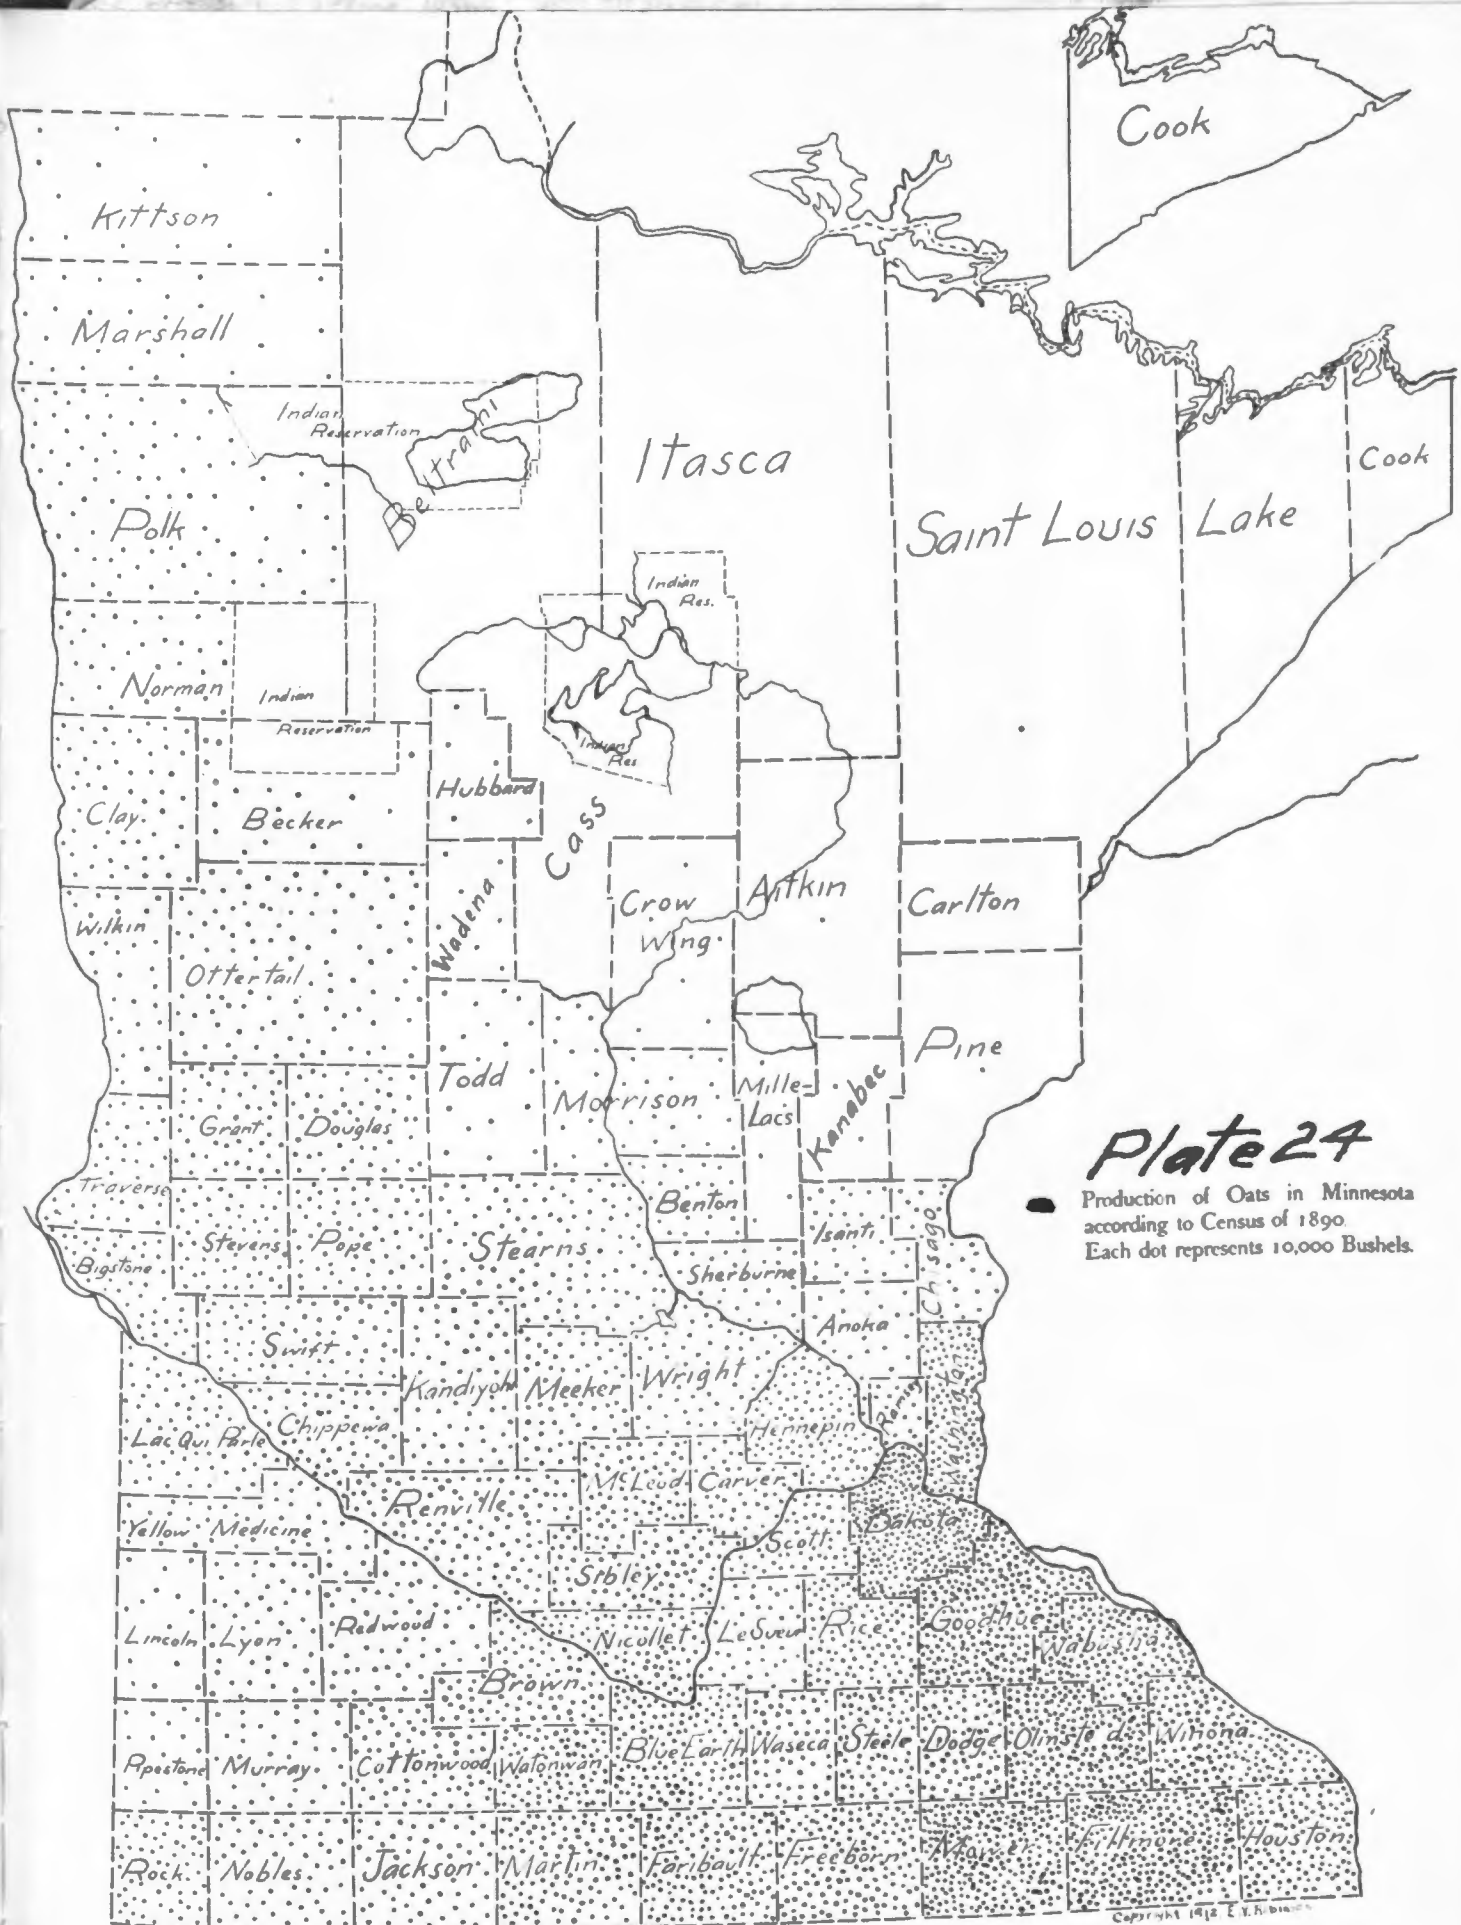 Cook
Kittson
Marshall
Indian
Reservation
Beltrami
Itasca
Cook
Polk
Saint Louis
Lake
Indian
Res.
Norman
Indian
Reservation
Indian
Res
Hubbard
Clay
Becker
Cass
Wadena
Crow
Wing
Aitkin
Carlton
Wilkin
Ottertail
Pine
Todd
Morrison
Mille-
Lacs
Kanabec
Grant
Douglas
Plate 24
Production of Oats in Minnesota
according to Census of 1890.
Each dot represents 10,000 Bushels.
Traverse
Benton
Isanti
Chisago
Stevens
Pope
Stearns
Bigstone
Sherburne
Anoka
Swift
Kandiyohi
Meeker
Wright
Hennepin
Ramsey
Washington
Lac Qui Parle
Chippewa
McLeod
Carver
Renville
Yellow Medicine
Scott
Dakota
Sibley
Lincoln
Lyon
Redwood
Nicollet
LeSueur
Rice
Goodhue
Wabasha
Brown
Pipestone
Murray
Cottonwood
Watonwan
Blue Earth
Waseca
Steele
Dodge
Olmsted
Winona
Rock
Nobles
Jackson
Martin
Faribault
Freeborn
Mower
Fillmore
Houston
Copyright 1912 E.V. Robinson